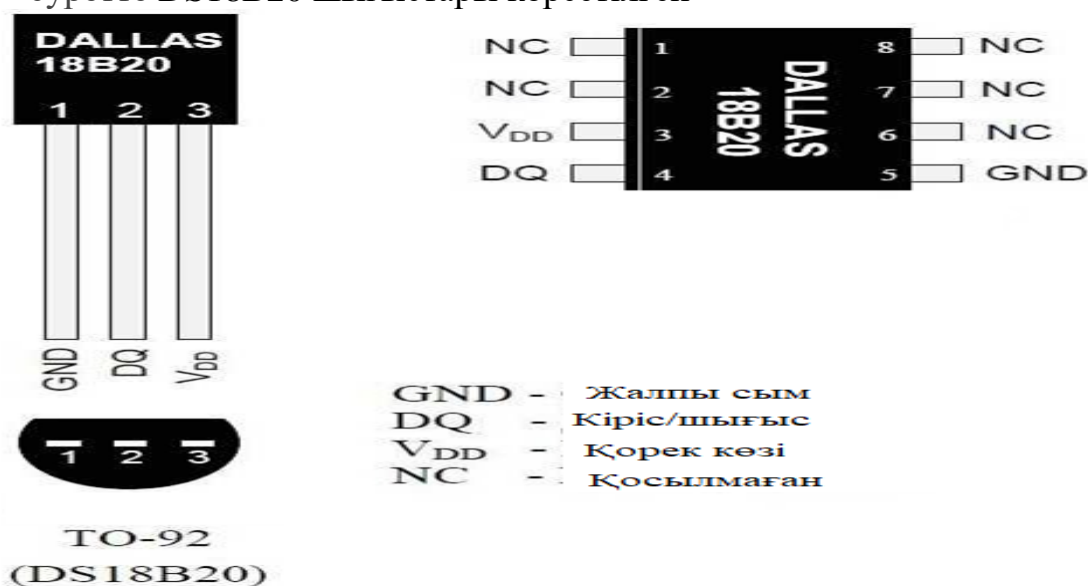 DALLAS
18B20
1 2 3
GND DQ VDD
1 2 3
TO-92
(DS18B20)
NC 1 8 NC
NC 2 7 NC
VDD 3 6 NC
DQ 4 5 GND
DALLAS
18B20
GND - Жалпы сым
DQ - Кіріс/шығыс
VDD - Қорек көзі
NC - Қосылмаған